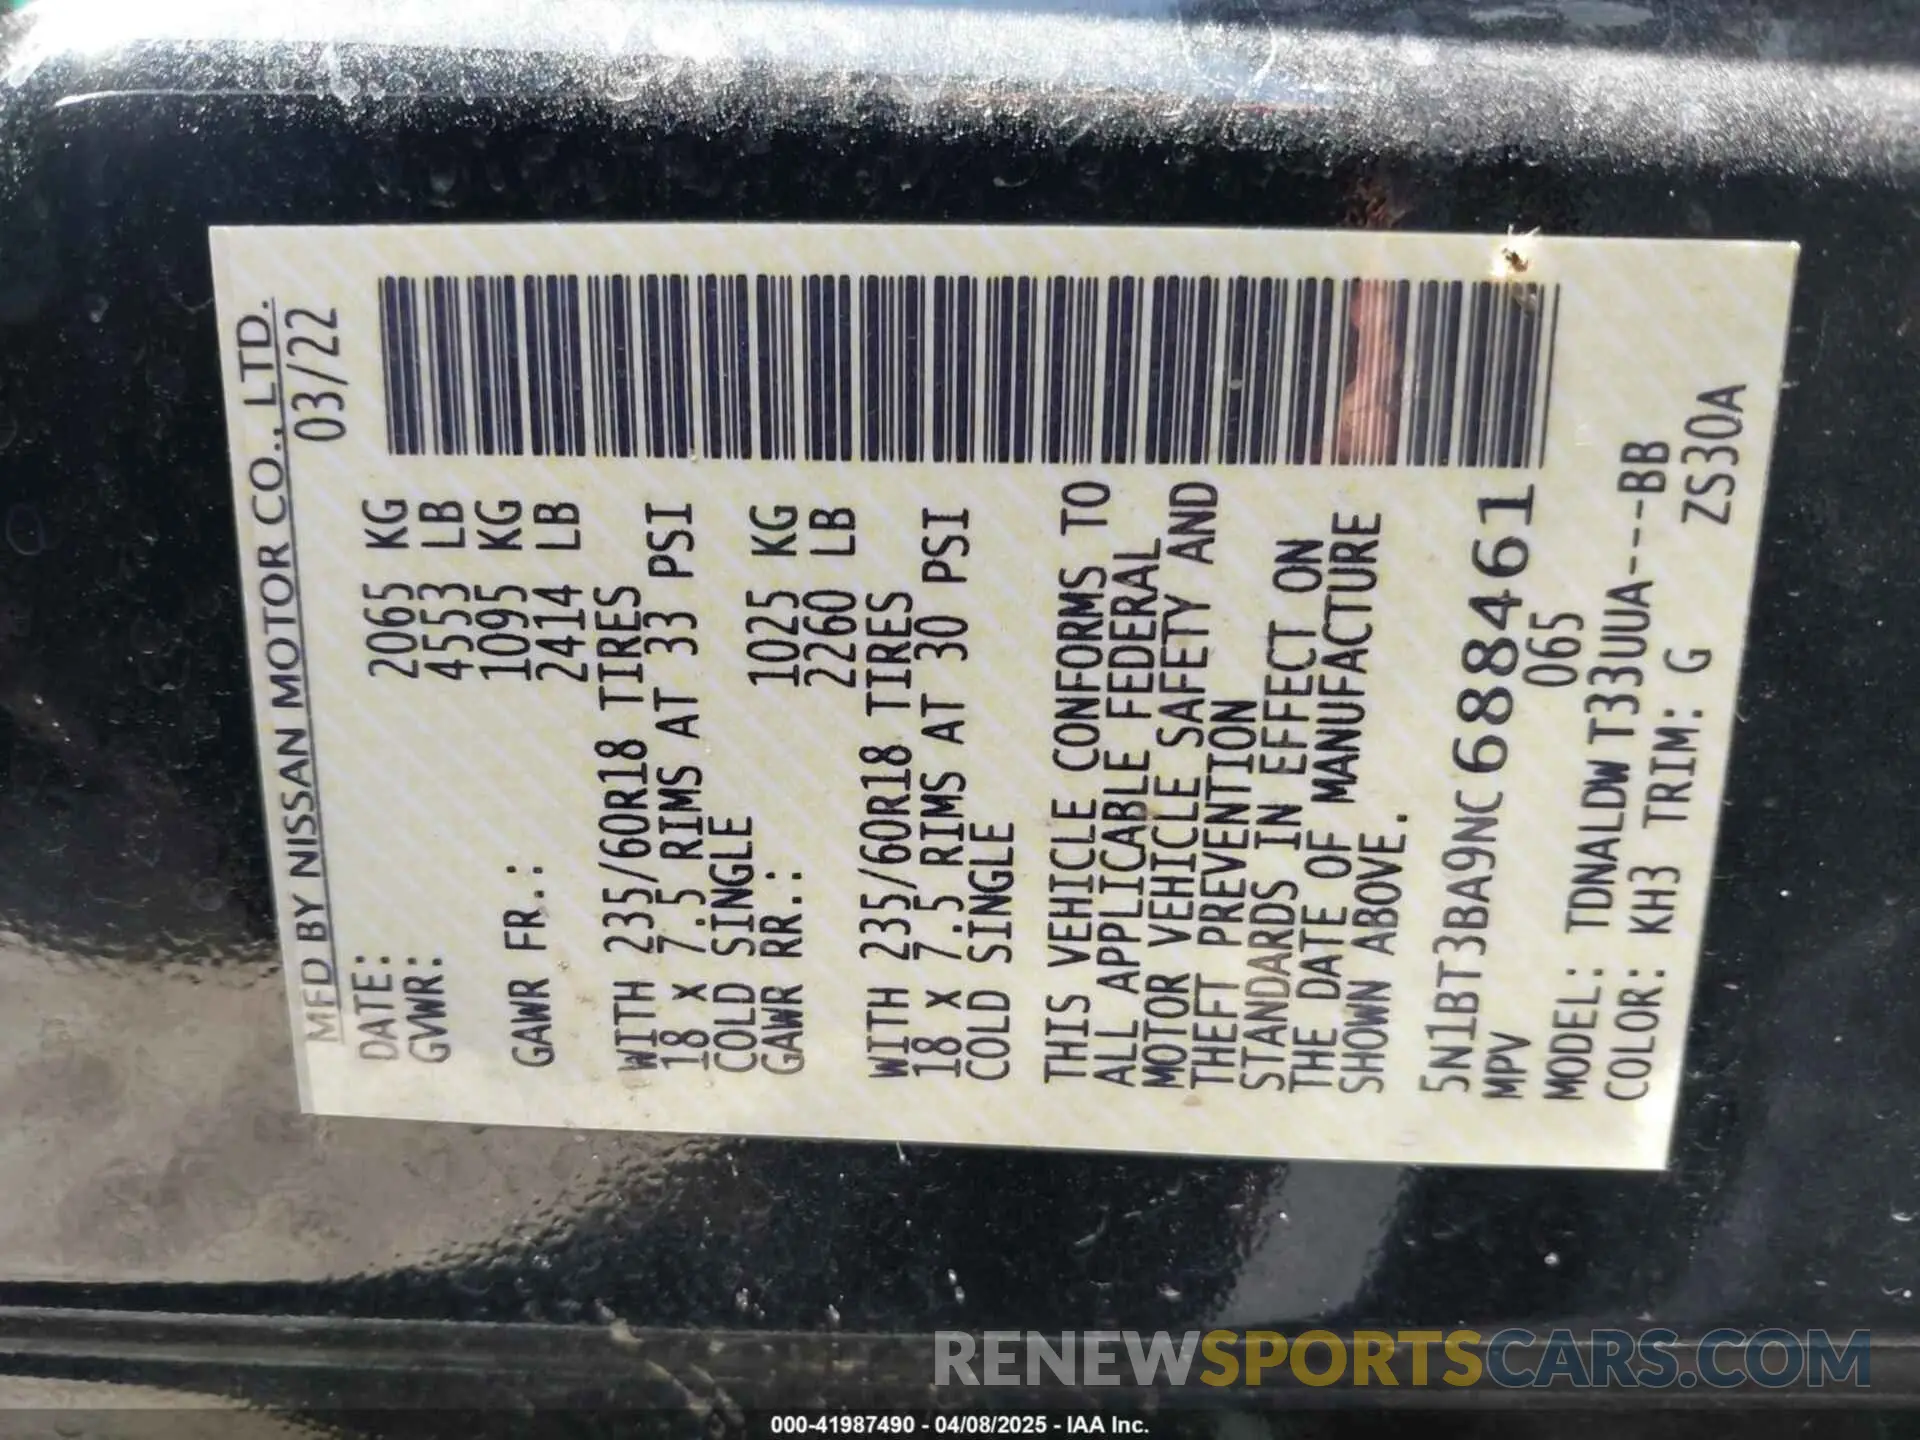 MFD BY NISSAN MOTOR CO., LTD.
DATE: 03/22
GVWR: 2065 KG
4553 LB
GAWR FR.: 1095 KG
2414 LB
WITH 235/60R18 TIRES
18 x 7.5 RIMS AT 33 PSI
COLD SINGLE
GAWR RR.: 1025 KG
2260 LB
WITH 235/60R18 TIRES
18 x 7.5 RIMS AT 30 PSI
COLD SINGLE
THIS VEHICLE CONFORMS TO
ALL APPLICABLE FEDERAL
MOTOR VEHICLE SAFETY AND
THEFT PREVENTION
STANDARDS IN EFFECT ON
THE DATE OF MANUFACTURE
SHOWN ABOVE.
5N1BT3BA9NC688461
MPV 065
MODEL: TDNALDW T33UUA---BB
COLOR: KH3 TRIM: G ZS30A
RENEWSPORTSCARS.COM
000-41987490 - 04/08/2025 - IAA Inc.